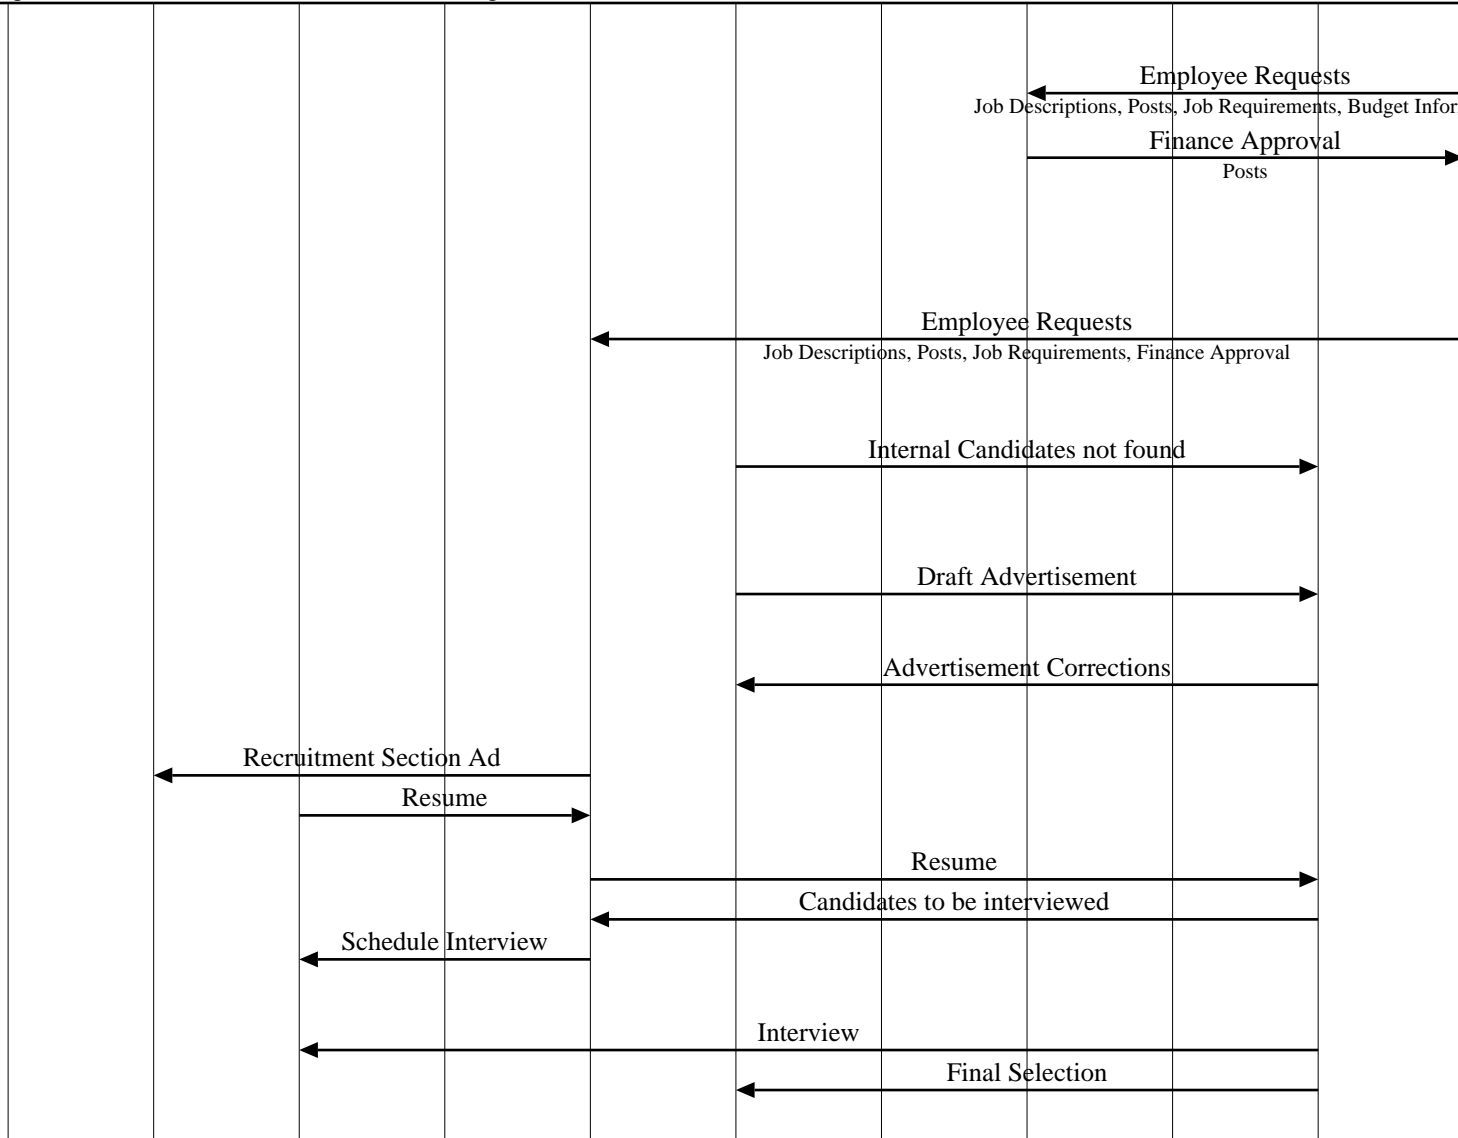 Employee Requests
Job Descriptions, Posts, Job Requirements, Budget
Finance Approval
Posts
Employee Requests
Job Descriptions, Posts, Job Requirements, Finance Approval
Internal Candidates not found
Draft Advertisement
Advertisement Corrections
Recruitment Section Ad
Resume
Resume
Candidates to be interviewed
Schedule Interview
Interview
Final Selection